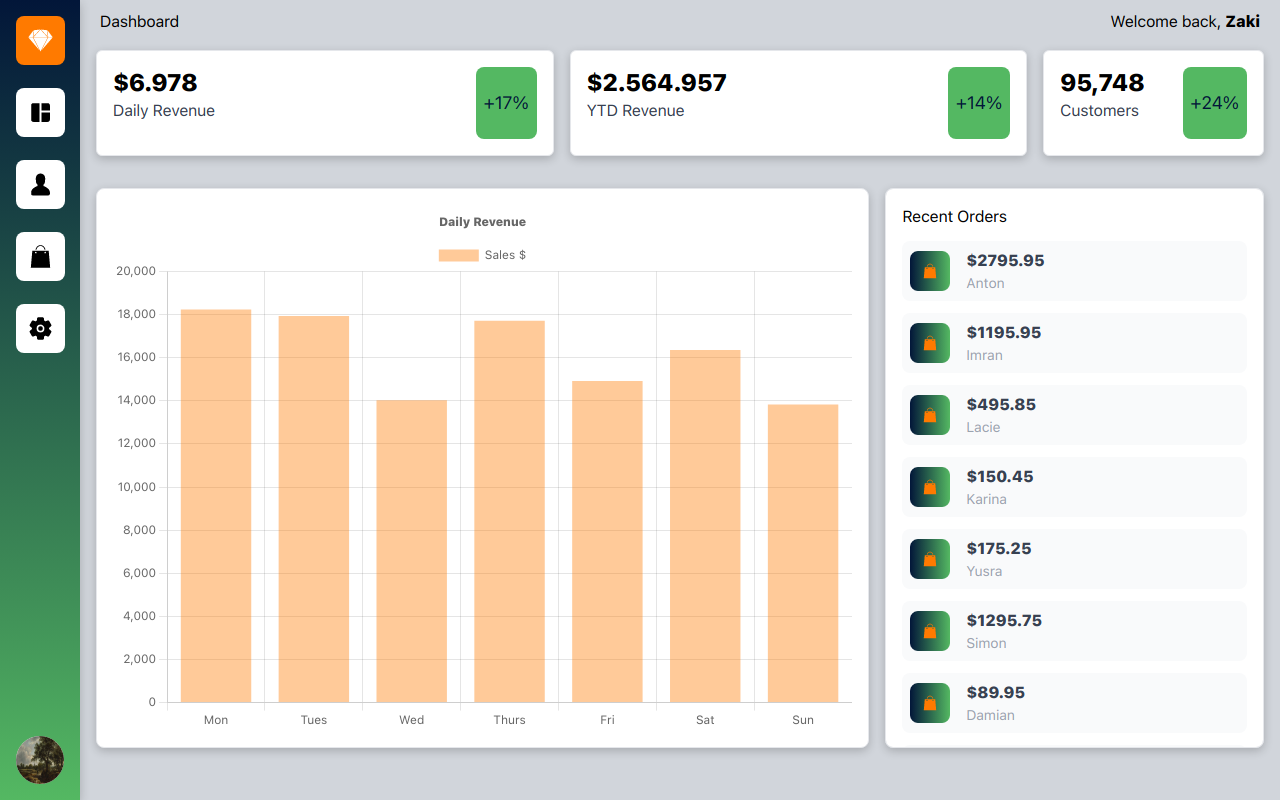 Dashboard
Welcome back, Zaki
$6.978
Daily Revenue
+17%
$2.564.957
YTD Revenue
+14%
95,748
Customers
+24%
Daily Revenue
Sales $
20,000
18,000
16,000
14,000
12,000
10,000
8,000
6,000
4,000
2,000
0
Mon Tues Wed Thurs Fri Sat Sun
Recent Orders
$2795.95
Anton
$1195.95
Imran
$495.85
Lacie
$150.45
Karina
$175.25
Yusra
$1295.75
Simon
$89.95
Damian